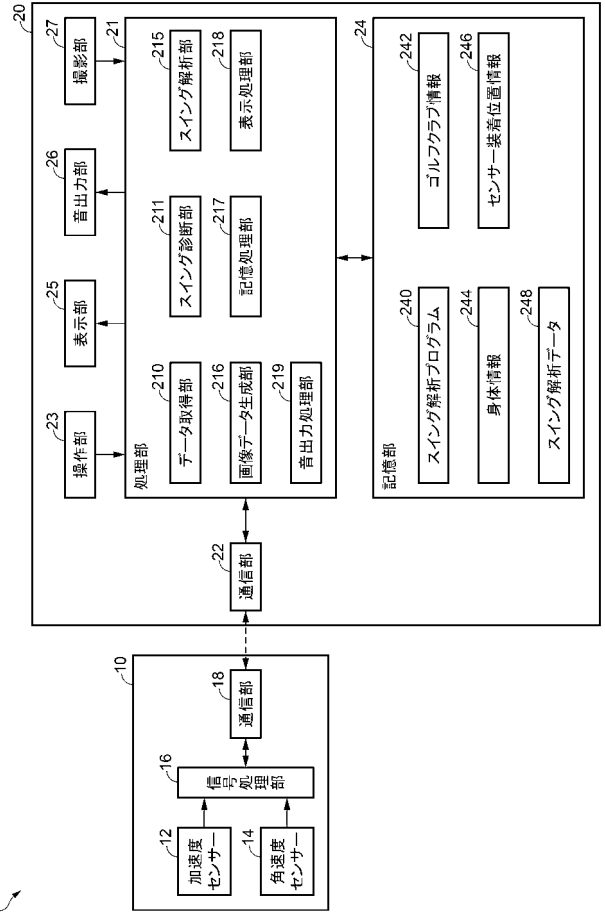 20
23
操作部
25
表示部
26
音出力部
27
撮影部
21
処理部
210
データ取得部
211
スイング診断部
215
スイング解析部
216
画像データ生成部
217
記憶処理部
218
表示処理部
219
音出力処理部
22
通信部
24
記憶部
240
スイング解析プログラム
242
ゴルフクラブ情報
244
身体情報
246
センサー装着位置情報
248
スイング解析データ
10
12
加速度
センサー
14
角速度
センサー
16
信号処理部
18
通信部